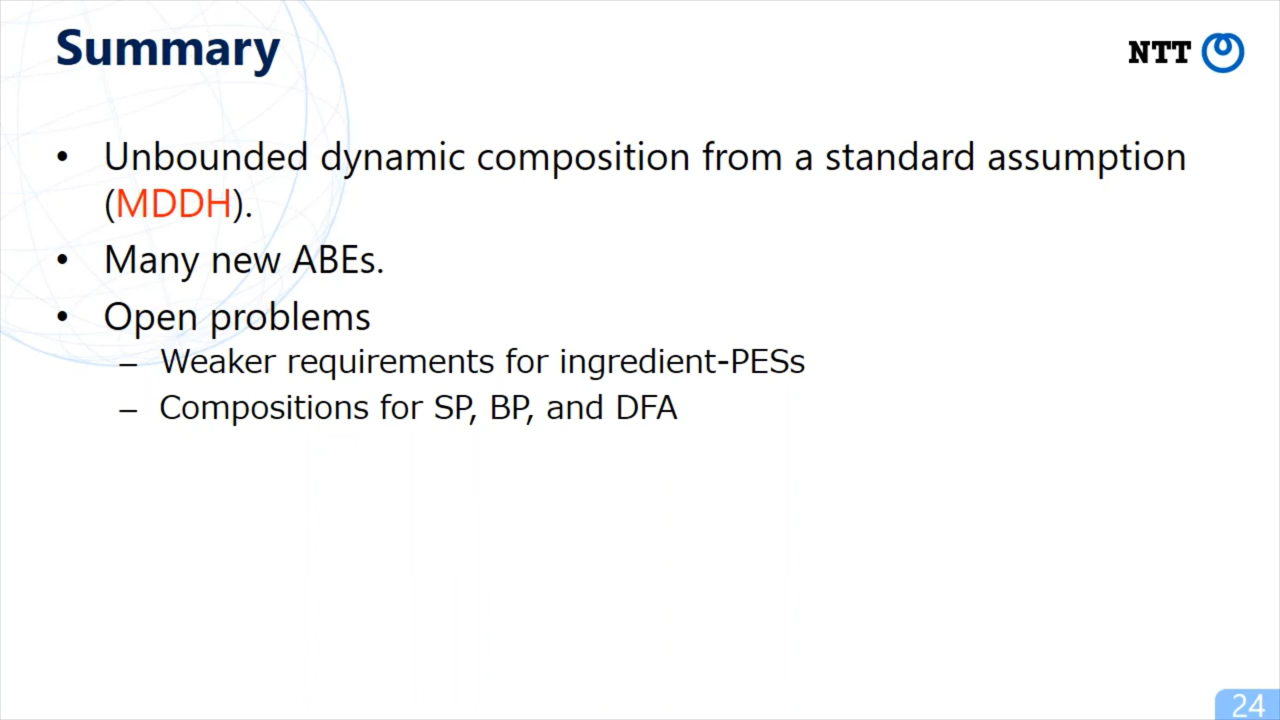 Summary
NTT
• Unbounded dynamic composition from a standard assumption
(MDDH).
• Many new ABEs.
• Open problems
– Weaker requirements for ingredient-PESs
– Compositions for SP, BP, and DFA
24